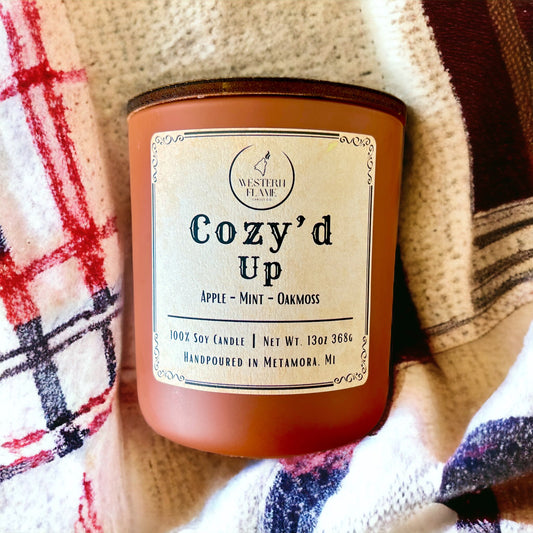 WESTERN
FLAME
CANDLE CO.
Cozy'd
Up
Apple - Mint - Oakmoss
100% Soy Candle | Net Wt. 13oz 368g
Handpoured in Metamora, MI